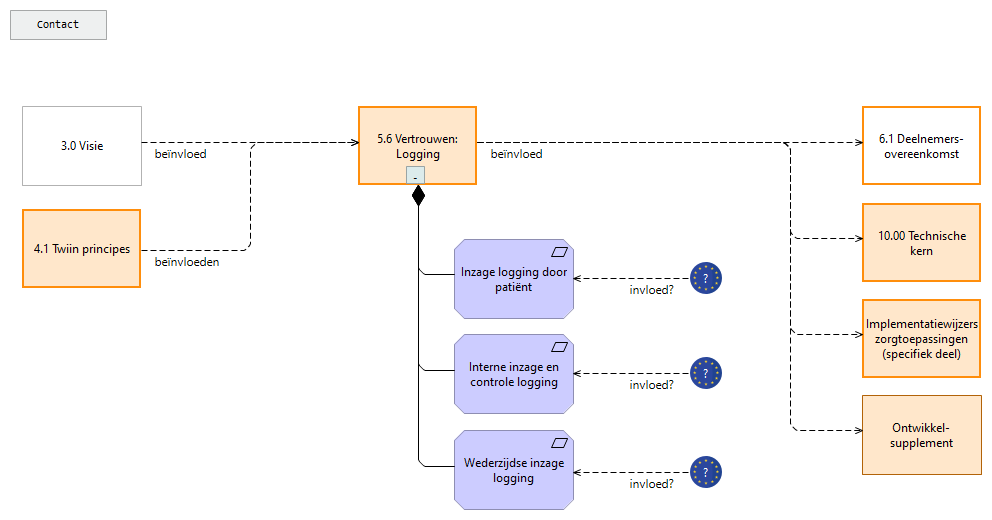 Contact
3.0 Visie
beïnvloed
4.1 Twiin principes
beïnvloeden
5.6 Vertrouwen:
Logging
-
beïnvloed
6.1 Deelnemers-
overeenkomst
10.00 Technische
kern
Implementatiewijzers
zorgtoepassingen
(specifiek deel)
Ontwikkel-
supplement
Inzage logging door
patiënt
invloed?
?
Interne inzage en
controle logging
invloed?
?
Wederzijdse inzage
logging
invloed?
?